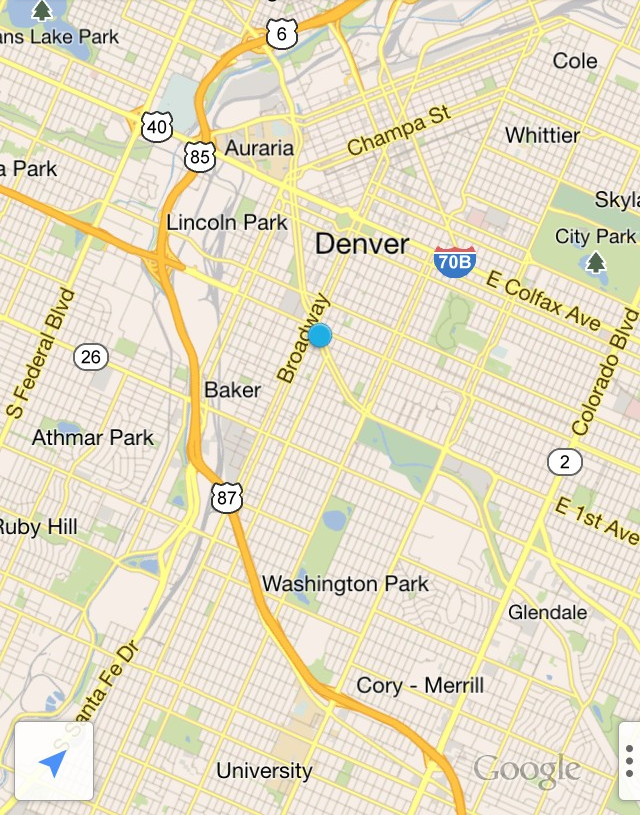 6
ans Lake Park
Cole
40
Champa St
Whittier
Auraria
85
a Park
Skyla
Lincoln Park
City Park
Denver
70B
E Colfax Ave
S Federal Blvd
Broadway
Colorado Blvd
26
Baker
Athmar Park
2
87
E 1st Ave
Ruby Hill
Washington Park
Glendale
S Santa Fe Dr
Cory - Merrill
University
Google